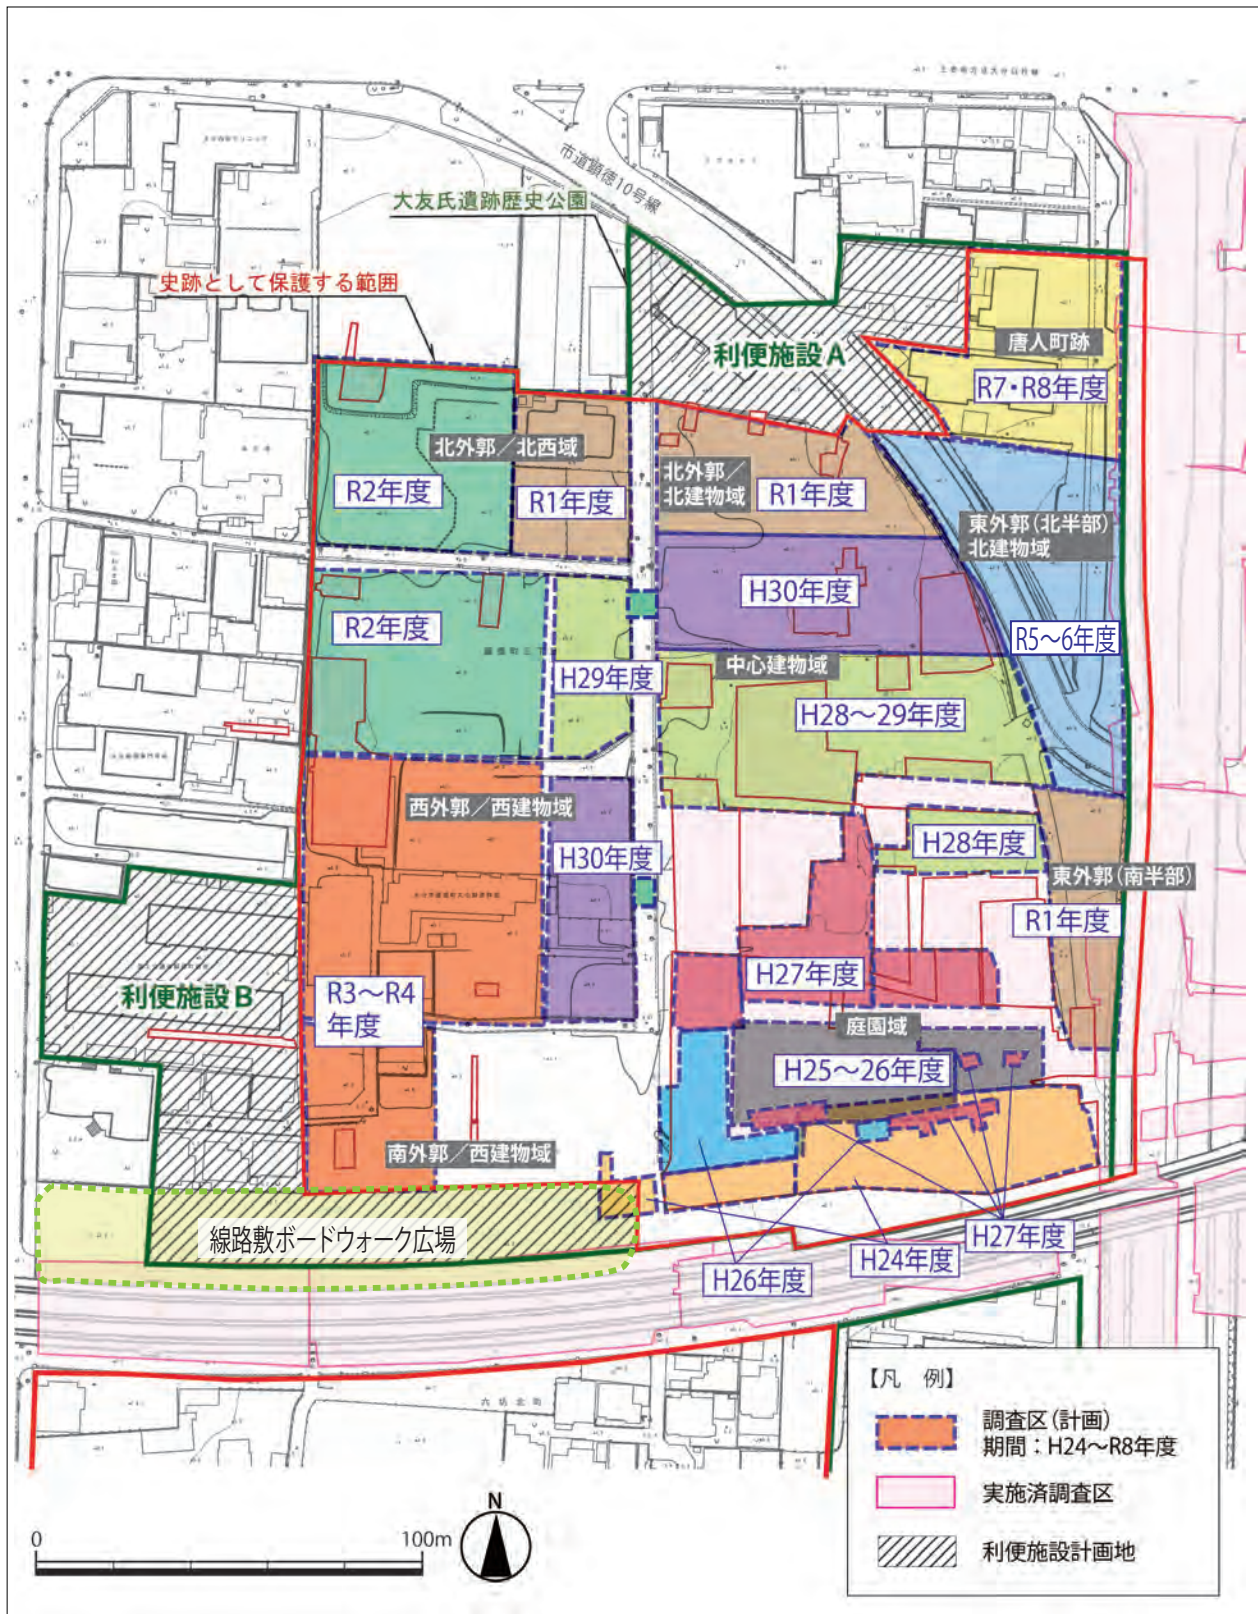 市道顕徳10号線
大友氏遺跡歴史公園
史跡として保護する範囲
利便施設A
唐人町跡
R7・R8年度
北外郭／北西域
R2年度
R1年度
北外郭／
北建物域
R1年度
東外郭(北半部)
北建物域
H30年度
R5～6年度
R2年度
H29年度
中心建物域
H28～29年度
西外郭／西建物域
H30年度
H28年度
東外郭(南半部)
R1年度
利便施設B
R3～R4
年度
H27年度
庭園域
H25～26年度
南外郭／西建物域
線路敷ボードウォーク広場
H26年度
H24年度
H27年度
六坊北町
【凡　例】
調査区(計画)
期間：H24～R8年度
実施済調査区
利便施設計画地
N
0
100m